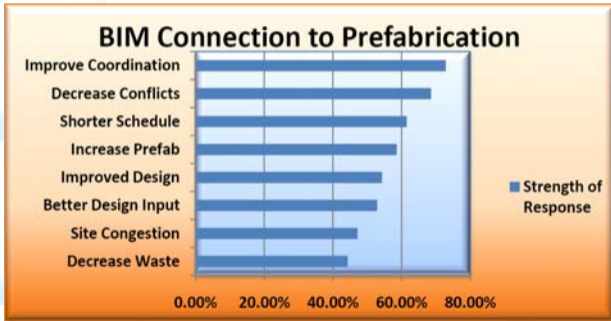 BIM Connection to Prefabrication
Improve Coordination
Decrease Conflicts
Shorter Schedule
Increase Prefab
Improved Design
Better Design Input
Site Congestion
Decrease Waste
Strength of
Response
0.00% 20.00% 40.00% 60.00% 80.00%